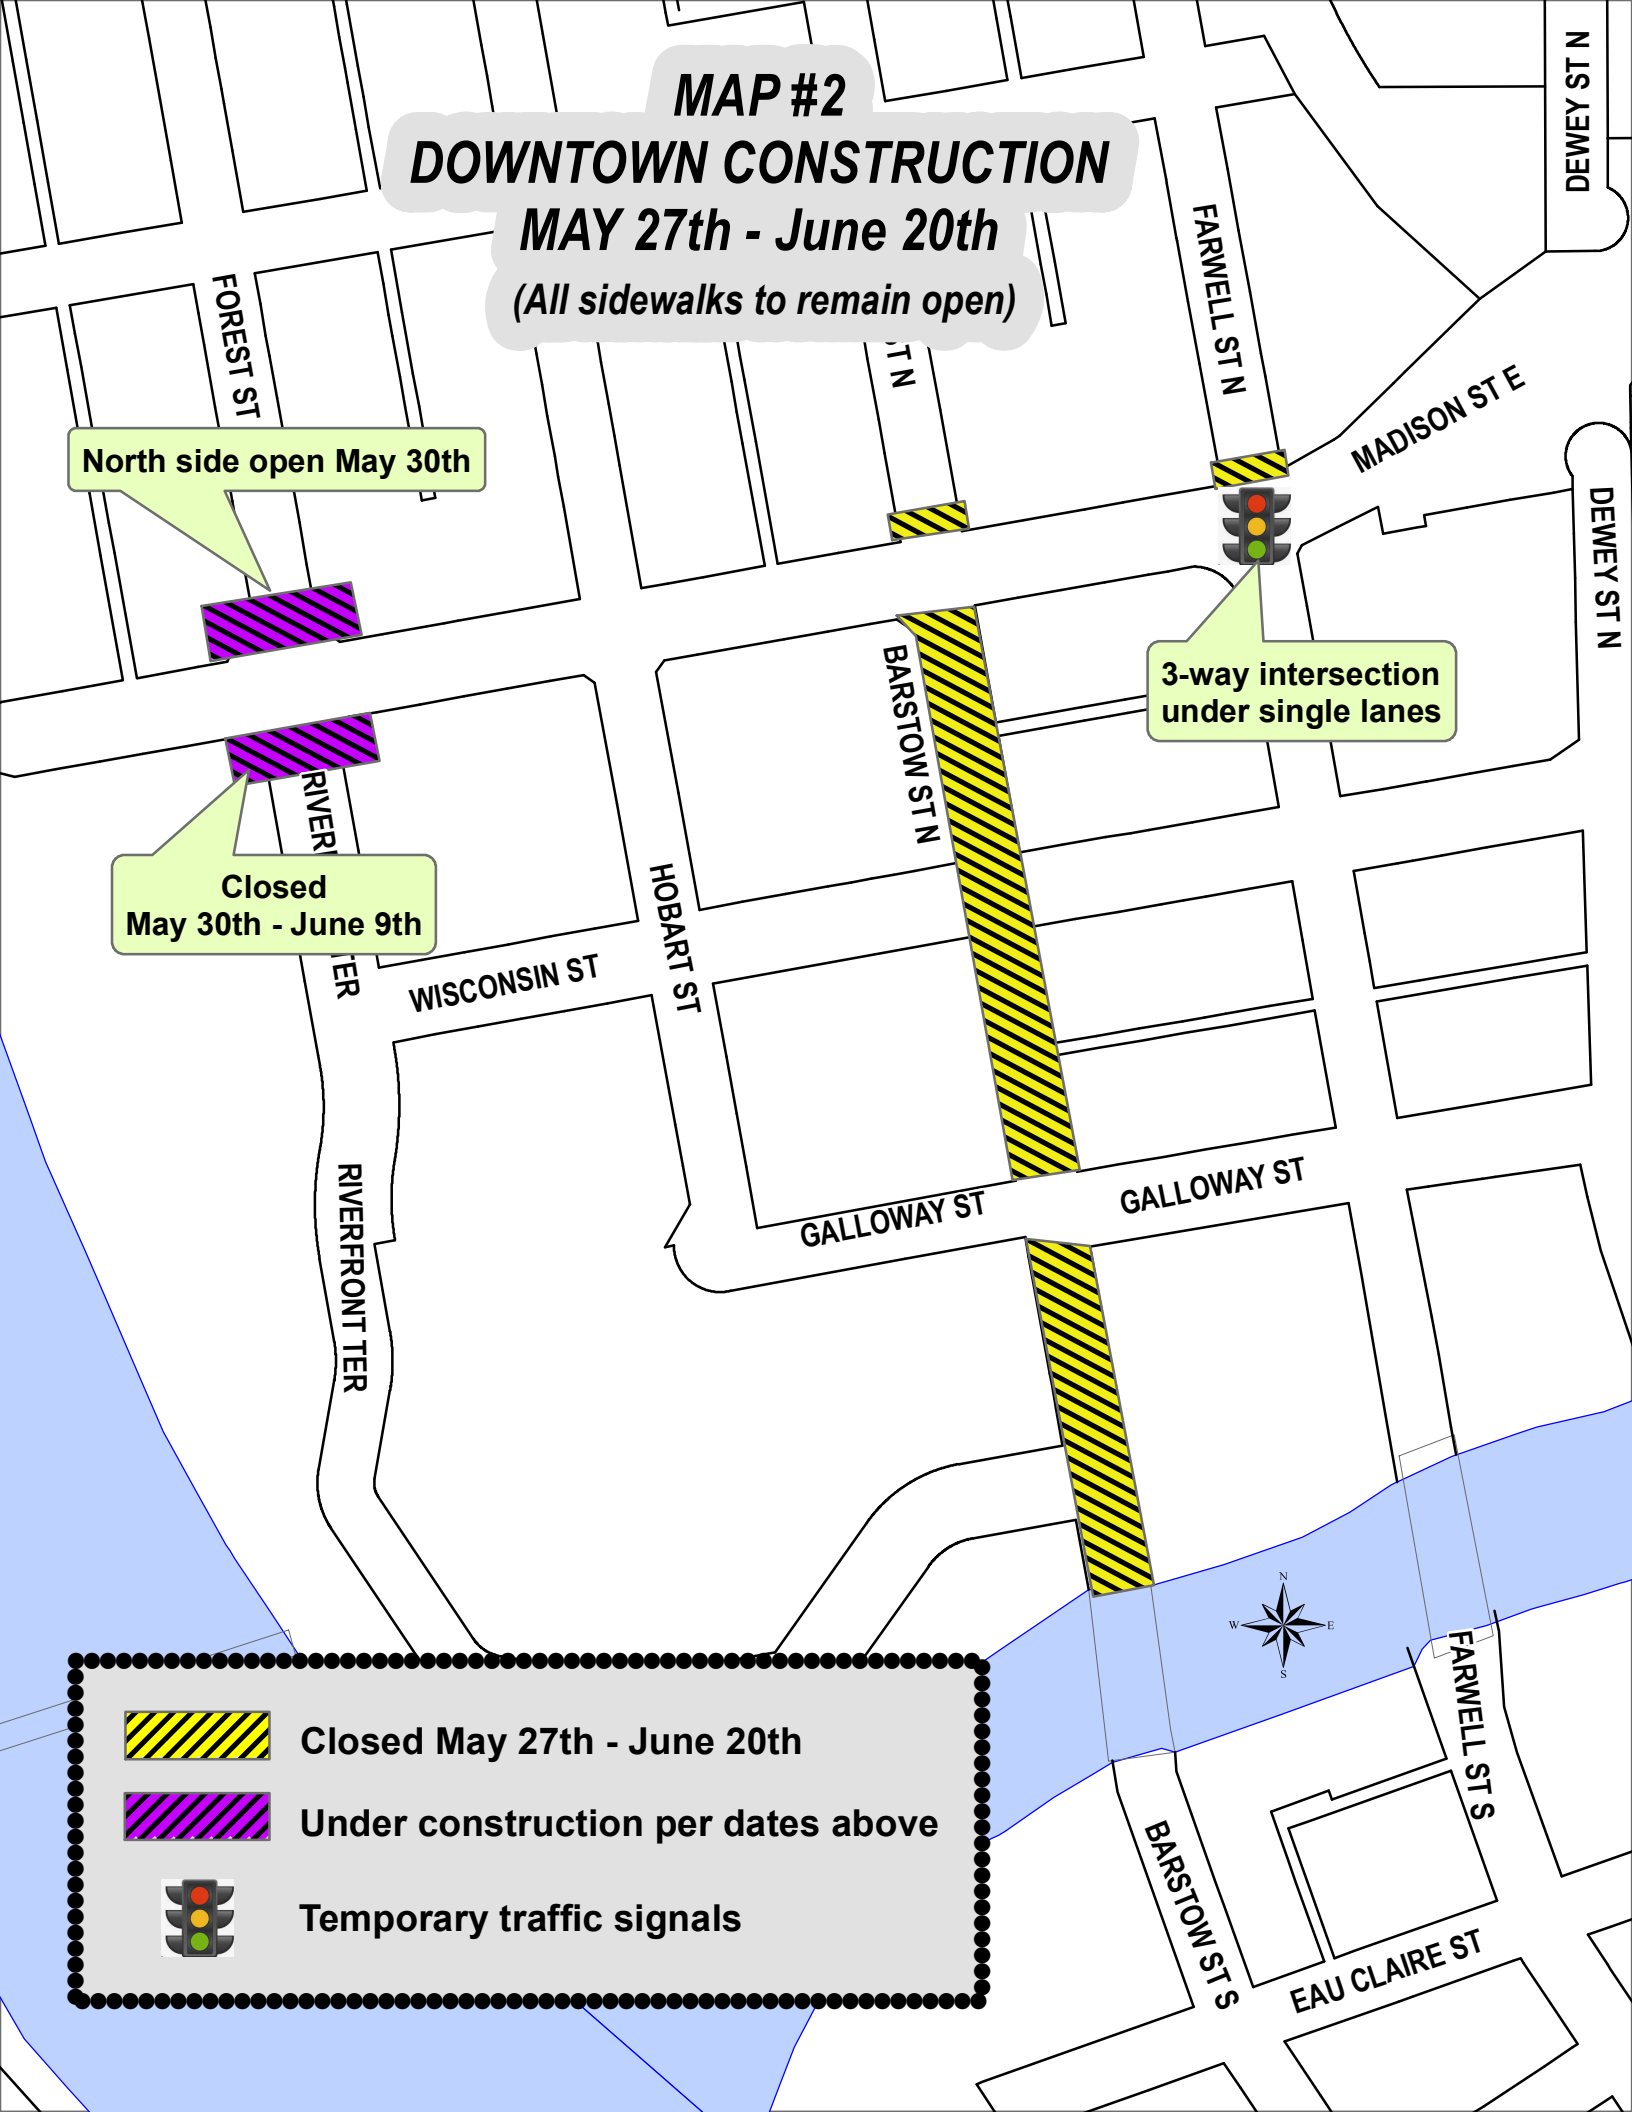 MAP #2
DOWNTOWN CONSTRUCTION
MAY 27th - June 20th
(All sidewalks to remain open)
DEWEY ST N
FARWELL ST N
FOREST ST
ST N
MADISON ST E
North side open May 30th
DEWEY ST N
3-way intersection
under single lanes
BARSTOW ST N
Closed
May 30th - June 9th
HOBART ST
WISCONSIN ST
GALLOWAY ST
GALLOWAY ST
RIVERFRONT TER
N
W E
S
FARWELL ST S
BARSTOW ST S
EAU CLAIRE ST
Closed May 27th - June 20th
Under construction per dates above
Temporary traffic signals